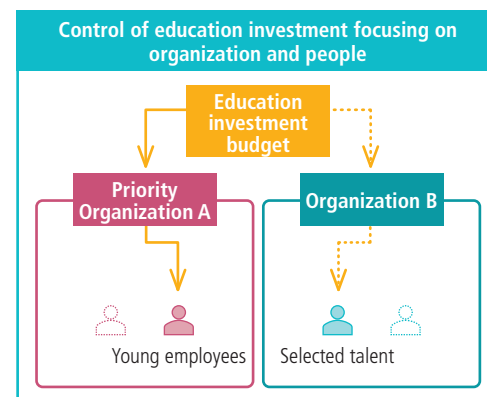 Control of education investment focusing on
organization and people
Education
investment
budget
Priority
Organization A
Organization B
Young employees
Selected talent